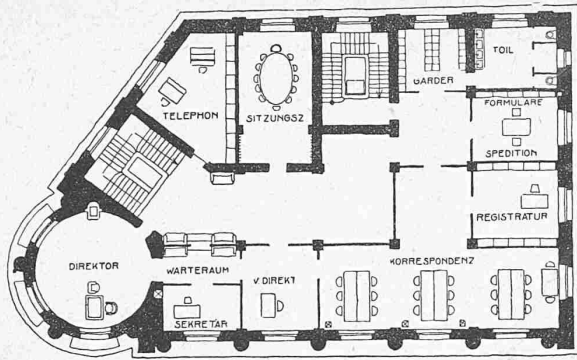 TOIL
GARDER
FORMULARE
TELEPHON
SITZUNGSZ.
SPEDITION
REGISTRATUR
DIREKTOR
WARTERAUM
KORRESPONDENZ
V. DIREKT
SEKRETÄR